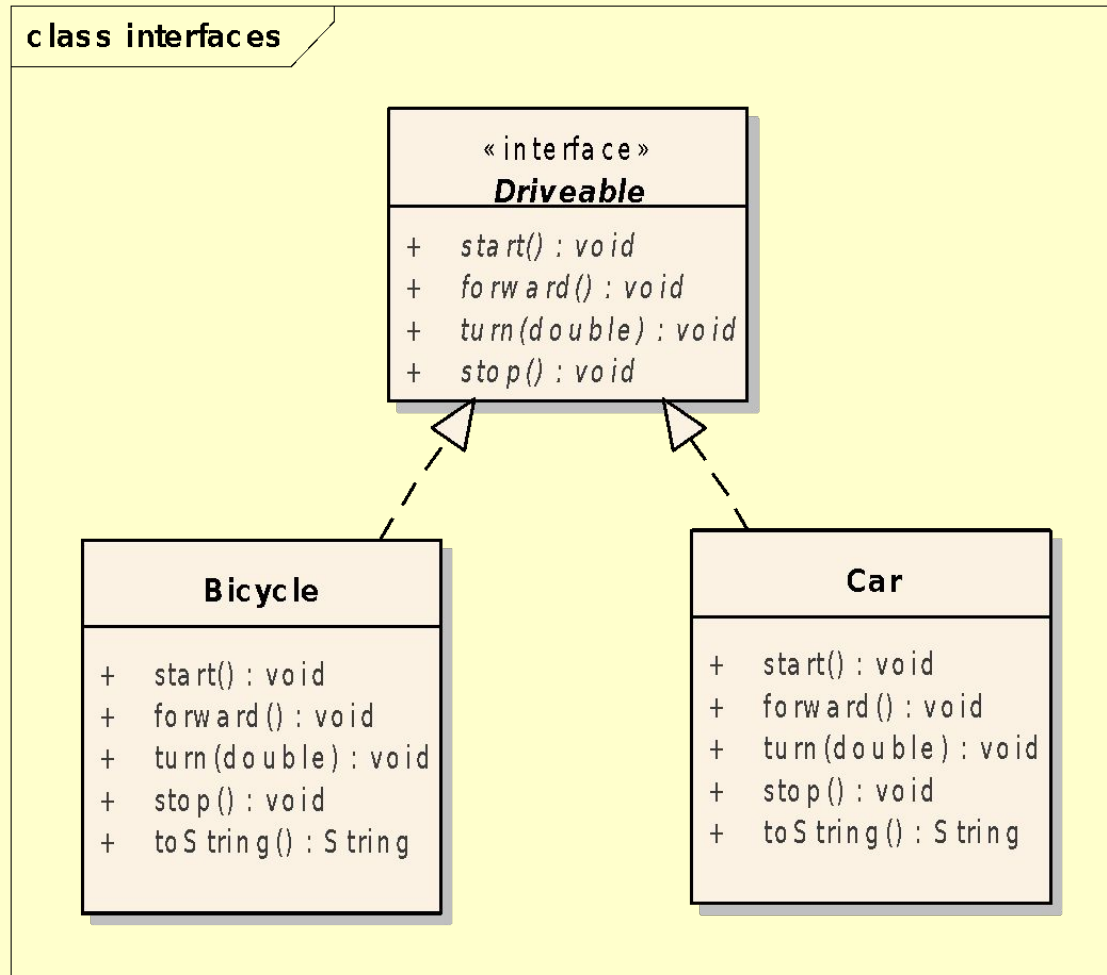 class interfaces
«interface»
Driveable
+ start() : void
+ forward() : void
+ turn(double) : void
+ stop() : void
Bicycle
+ start() : void
+ forward() : void
+ turn(double) : void
+ stop() : void
+ toString() : String
Car
+ start() : void
+ forward() : void
+ turn(double) : void
+ stop() : void
+ toString() : String